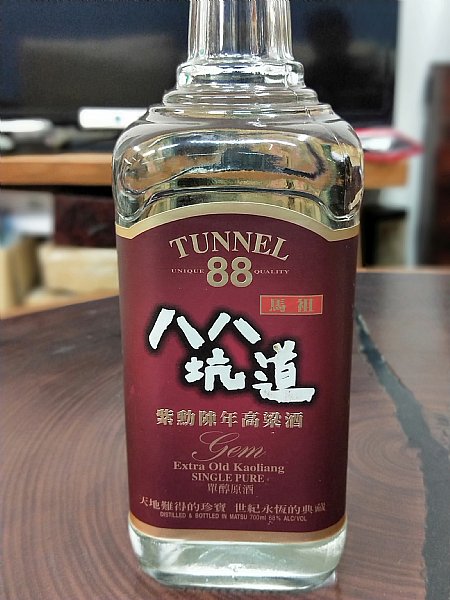 TUNNEL
UNIQUE 88 QUALITY
馬祖
八八
坑道
紫勳陳年高粱酒
Gem
Extra Old Kaoliang
SINGLE PURE
單醇原酒
天地難得的珍寶 世紀永恆的典藏
DISTILLED & BOTTLED IN MATSU 700ml 68% ALC/VOL